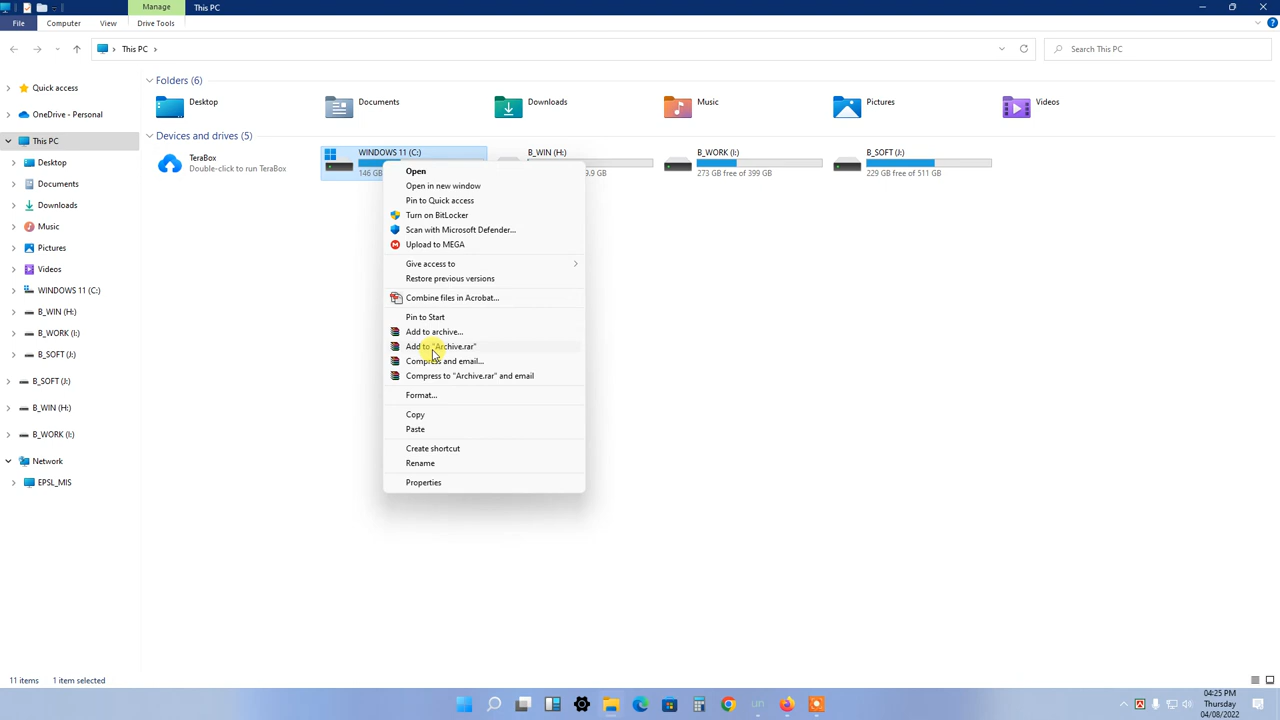 Manage
This PC
File
Computer
View
Drive Tools
This PC
Search This PC
Quick access
OneDrive - Personal
This PC
Desktop
Documents
Downloads
Music
Pictures
Videos
WINDOWS 11 (C:)
B_WIN (H:)
B_WORK (I:)
B_SOFT (J:)
B_SOFT (J:)
B_WIN (H:)
B_WORK (I:)
Network
EPSL_MIS
Folders (6)
Desktop
Documents
Downloads
Music
Pictures
Videos
Devices and drives (5)
TeraBox
Double-click to run TeraBox
WINDOWS 11 (C:)
146 GB
B_WIN (H:)
9.9 GB
B_WORK (I:)
273 GB free of 399 GB
B_SOFT (J:)
229 GB free of 511 GB
Open
Open in new window
Pin to Quick access
Turn on BitLocker
Scan with Microsoft Defender...
Upload to MEGA
Give access to
Restore previous versions
Combine files in Acrobat...
Pin to Start
Add to archive...
Add to "Archive.rar"
Compress and email...
Compress to "Archive.rar" and email
Format...
Copy
Paste
Create shortcut
Rename
Properties
11 items
1 item selected
un
04:25 PM
Thursday
04/08/2022